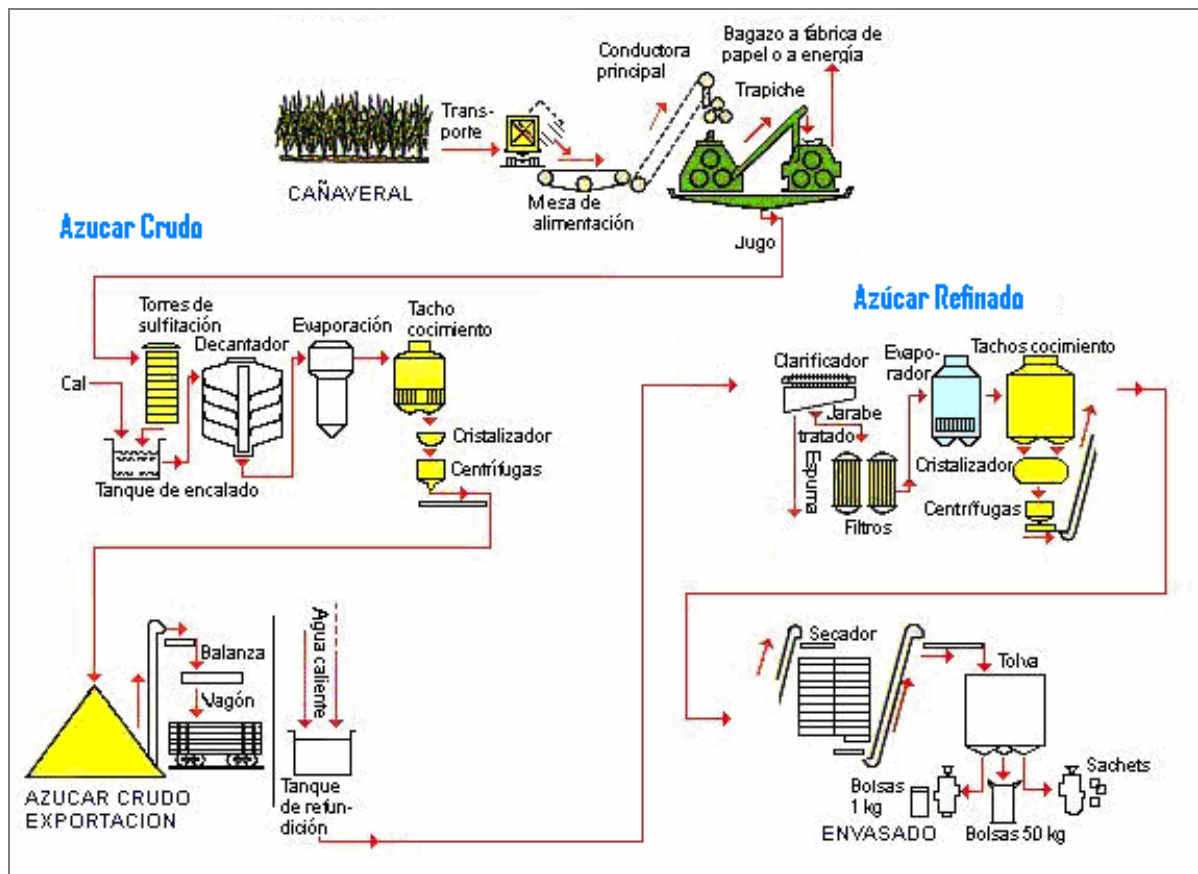 Bagazo a fábrica de
papel o a energía
Conductora
principal
Trapiche
Trans-
porte
CAÑAVERAL
Mesa de
alimentación
Jugo
Azucar Crudo
Torres de
sulfitación
Decantador
Evaporación
Tacho
cocimiento
Cal
Tanque de encalado
Cristalizador
Centrífugas
Azúcar Refinado
Clarificador
Evapo-
rador
Tachos cocimiento
Jarabe
tratado
Espuma
Filtros
Cristalizador
Centrífugas
Balanza
Vagón
AZUCAR CRUDO
EXPORTACION
Agua caliente
Tanque
de refun-
dición
Secador
Tolva
Bolsas
1 kg
ENVASADO
Bolsas 50 kg
Sachets